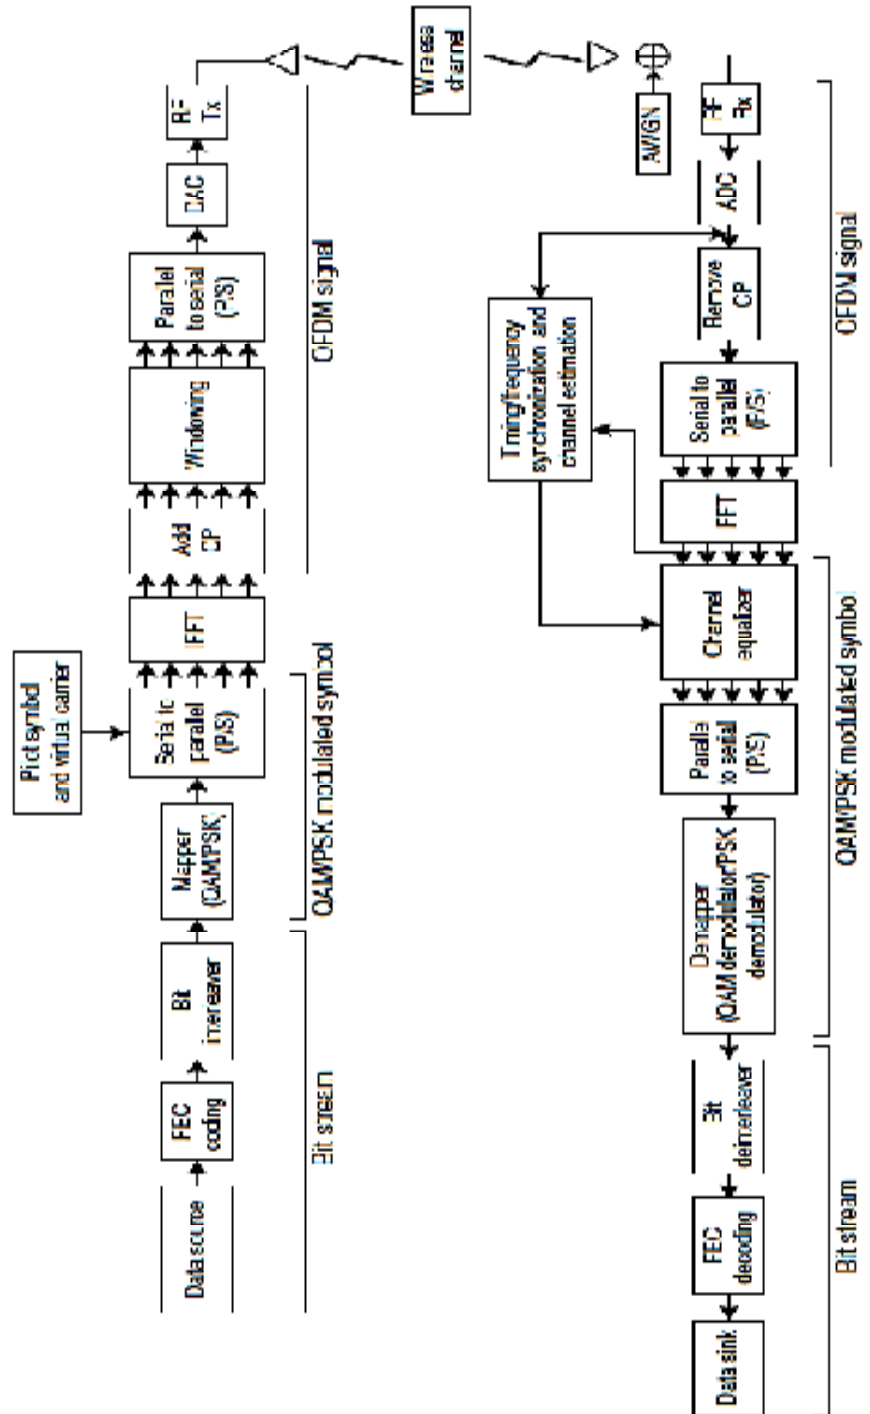 Data source
FEC
coding
Bit
interleaver
Mapper
(QAM/PSK)
Pilot symbol
and virtual carrier
Serial to
parallel
(P/S)
IFFT
Add
CP
Windowing
Parallel
to serial
(P/S)
DAC
RF
Tx
Bit stream
QAM/PSK modulated symbol
OFDM signal
Wireless
channel
AWGN
RF
Rx
ADC
Remove
CP
Timing/frequency
synchronization and
channel estimation
Serial to
parallel
(P/S)
FFT
Channel
equalizer
Parallel
to serial
(P/S)
Demapper
(QAM demodulator/PSK
demodulator)
Bit
deinterleaver
FEC
decoding
Data sink
OFDM signal
QAM/PSK modulated symbol
Bit stream